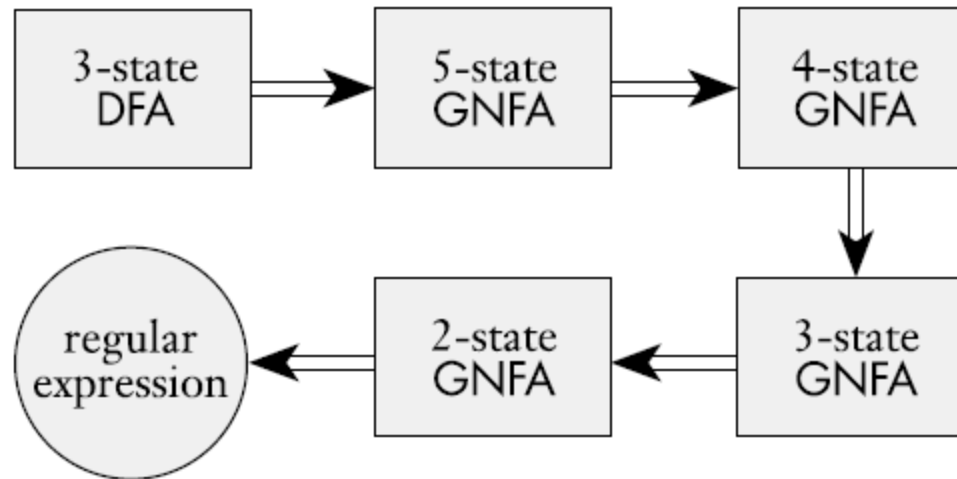 3-state
DFA
5-state
GNFA
4-state
GNFA
regular
expression
2-state
GNFA
3-state
GNFA